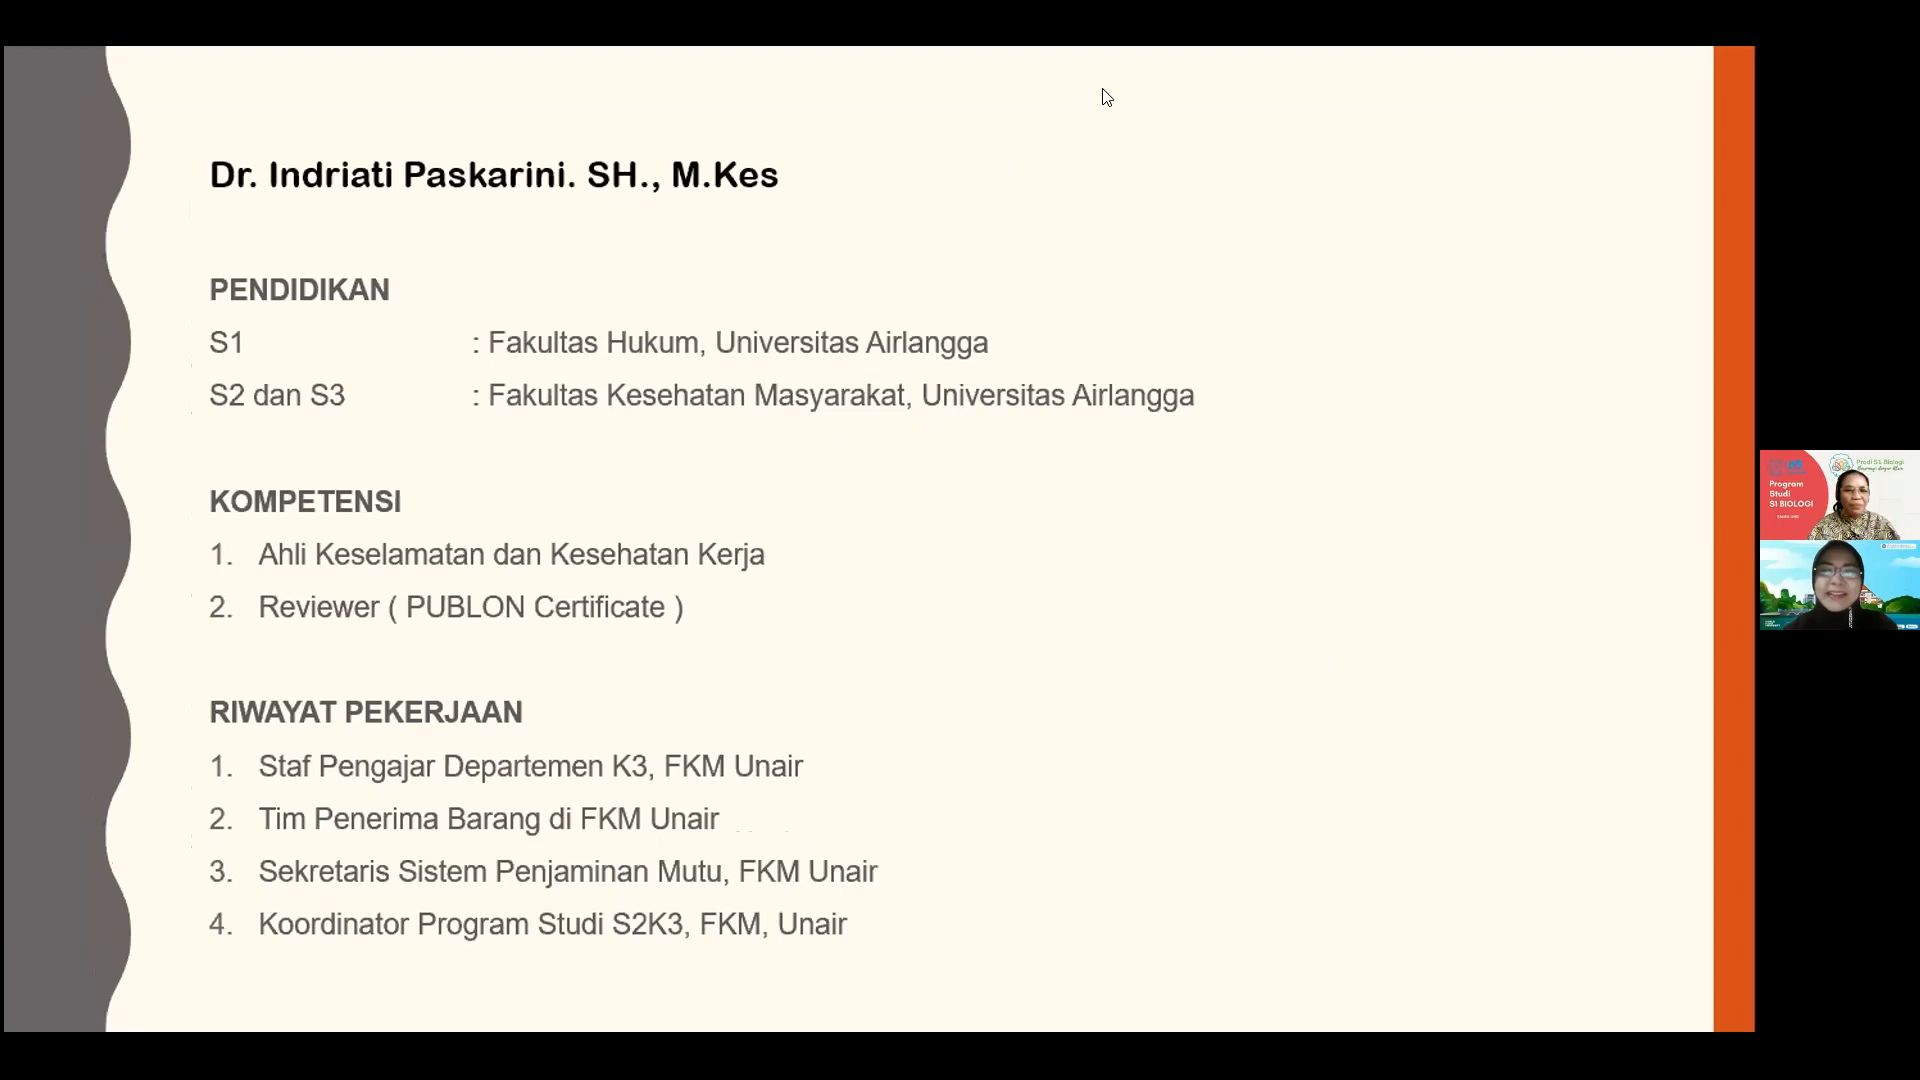 Dr. Indriati Paskarini. SH., M.Kes
PENDIDIKAN
S1 : Fakultas Hukum, Universitas Airlangga
S2 dan S3 : Fakultas Kesehatan Masyarakat, Universitas Airlangga
KOMPETENSI
1. Ahli Keselamatan dan Kesehatan Kerja
2. Reviewer ( PUBLON Certificate )
RIWAYAT PEKERJAAN
1. Staf Pengajar Departemen K3, FKM Unair
2. Tim Penerima Barang di FKM Unair
3. Sekretaris Sistem Penjaminan Mutu, FKM Unair
4. Koordinator Program Studi S2K3, FKM, Unair
Prodi S1 Biologi
Program
Studi
S1 BIOLOGI